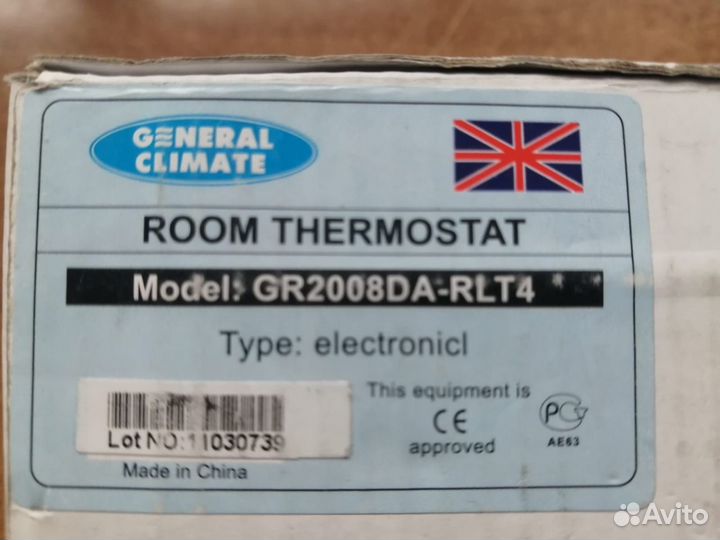 GENERAL
CLIMATE
ROOM THERMOSTAT
Model: GR2008DA-RLT4
Type: electronicl
This equipment is
CE
approved
РСТ
AE63
Lot NO:11030739
Made in China
Avito